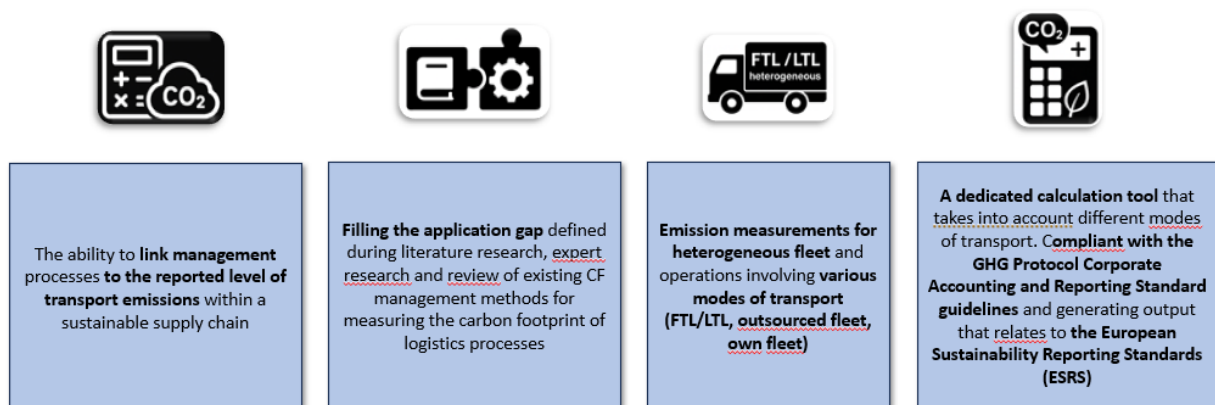 CO₂
FTL/LTL
heterogeneous
CO₂
The ability to link management
processes to the reported level of
transport emissions within a
sustainable supply chain
Filling the application gap defined
during literature research, expert
research and review of existing CF
management methods for
measuring the carbon footprint of
logistics processes
Emission measurements for
heterogeneous fleet and
operations involving various
modes of transport
(FTL/LTL, outsourced fleet,
own fleet)
A dedicated calculation tool that
takes into account different modes
of transport. Compliant with the
GHG Protocol Corporate
Accounting and Reporting Standard
guidelines and generating output
that relates to the European
Sustainability Reporting Standards
(ESRS)